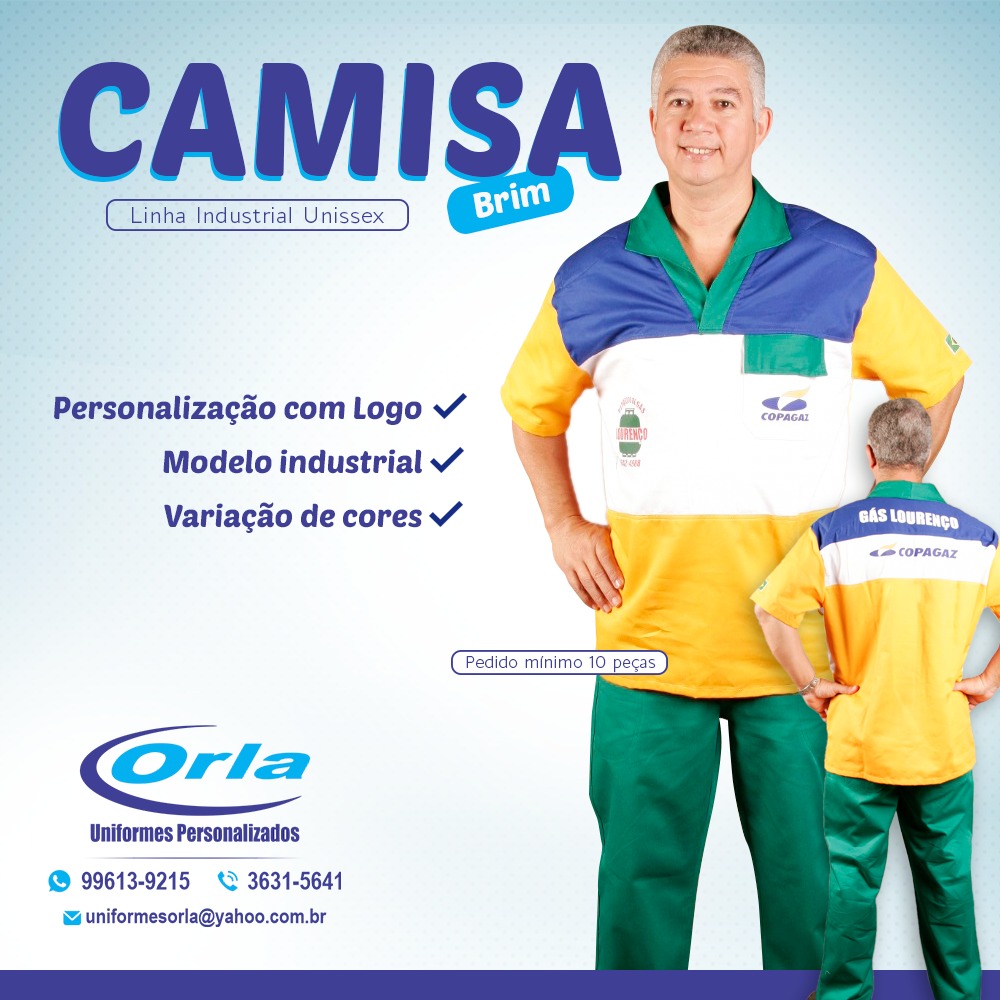 CAMISA
Brim
Linha Industrial Unissex
Personalização com Logo
Modelo industrial
Variação de cores
LOURENÇO
COPAGAZ
GÁS LOURENÇO
COPAGAZ
Pedido mínimo 10 peças
Orla
Uniformes Personalizados
99613-9215 3631-5641
uniformesorla@yahoo.com.br